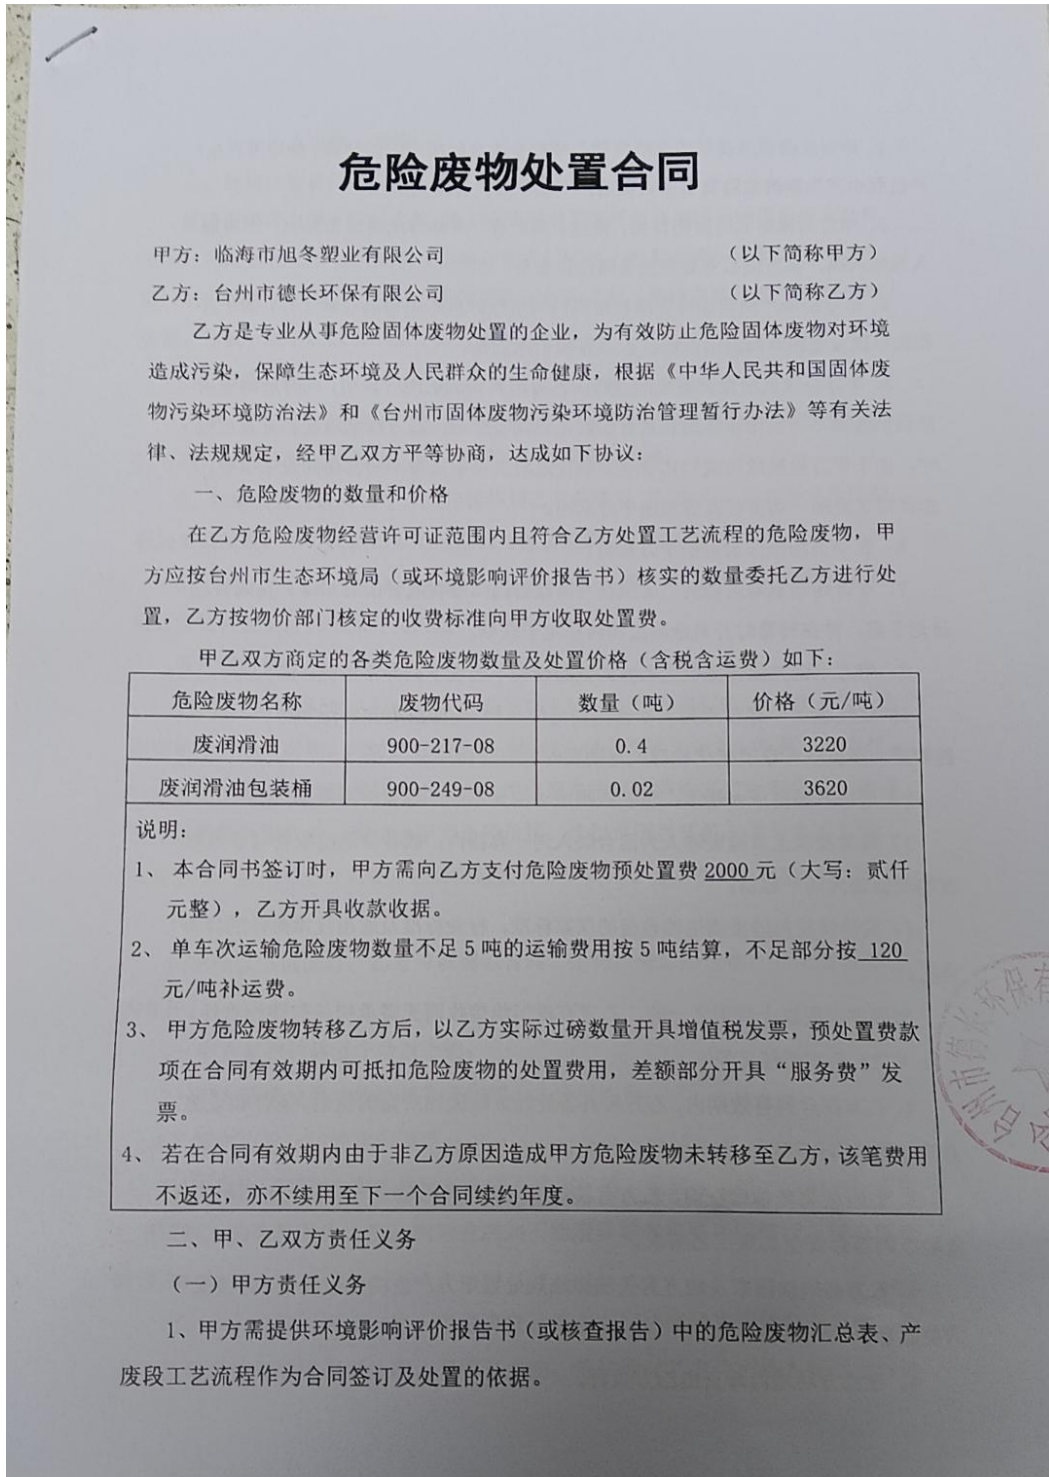 危险废物处置合同
甲方：临海市旭冬塑业有限公司 （以下简称甲方）
乙方：台州市德长环保有限公司 （以下简称乙方）
乙方是专业从事危险固体废物处置的企业，为有效防止危险固体废物对环境
造成污染，保障生态环境及人民群众的生命健康，根据《中华人民共和国固体废
物污染环境防治法》和《台州市固体废物污染环境防治管理暂行办法》等有关法
律、法规规定，经甲乙双方平等协商，达成如下协议：
一、危险废物的数量和价格
在乙方危险废物经营许可证范围内且符合乙方处置工艺流程的危险废物，甲
方应按台州市生态环境局（或环境影响评价报告书）核实的数量委托乙方进行处
置，乙方按物价部门核定的收费标准向甲方收取处置费。
甲乙双方商定的各类危险废物数量及处置价格（含税含运费）如下：
危险废物名称 废物代码 数量（吨） 价格（元/吨）
废润滑油 900-217-08 0.4 3220
废润滑油包装桶 900-249-08 0.02 3620
说明：
1、 本合同书签订时，甲方需向乙方支付危险废物预处置费 2000 元（大写：贰仟
元整），乙方开具收款收据。
2、 单车次运输危险废物数量不足 5 吨的运输费用按 5 吨结算，不足部分按 120
元/吨补运费。
3、 甲方危险废物转移乙方后，以乙方实际过磅数量开具增值税发票，预处置费款
项在合同有效期内可抵扣危险废物的处置费用，差额部分开具“服务费”发
票。
4、 若在合同有效期内由于非乙方原因造成甲方危险废物未转移至乙方，该笔费用
不返还，亦不续用至下一个合同续约年度。
二、甲、乙双方责任义务
（一）甲方责任义务
1、甲方需提供环境影响评价报告书（或核查报告）中的危险废物汇总表、产
废段工艺流程作为合同签订及处置的依据。